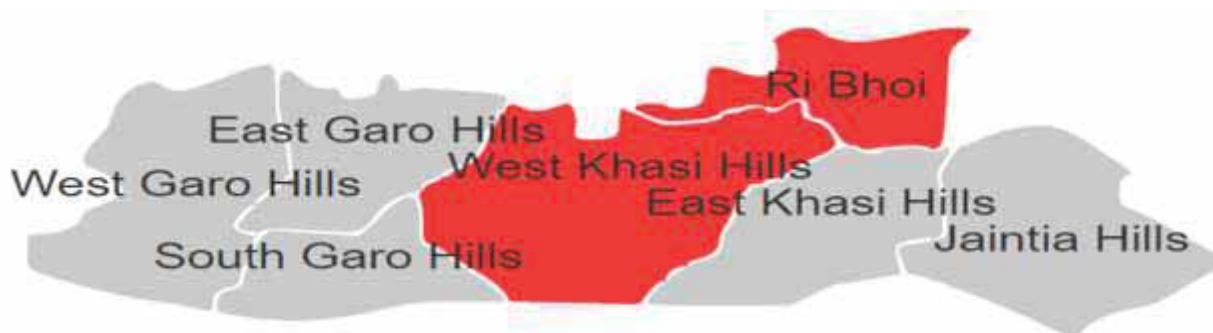 Ri Bhoi
East Garo Hills
West Khasi Hills
West Garo Hills
East Khasi Hills
Jaintia Hills
South Garo Hills